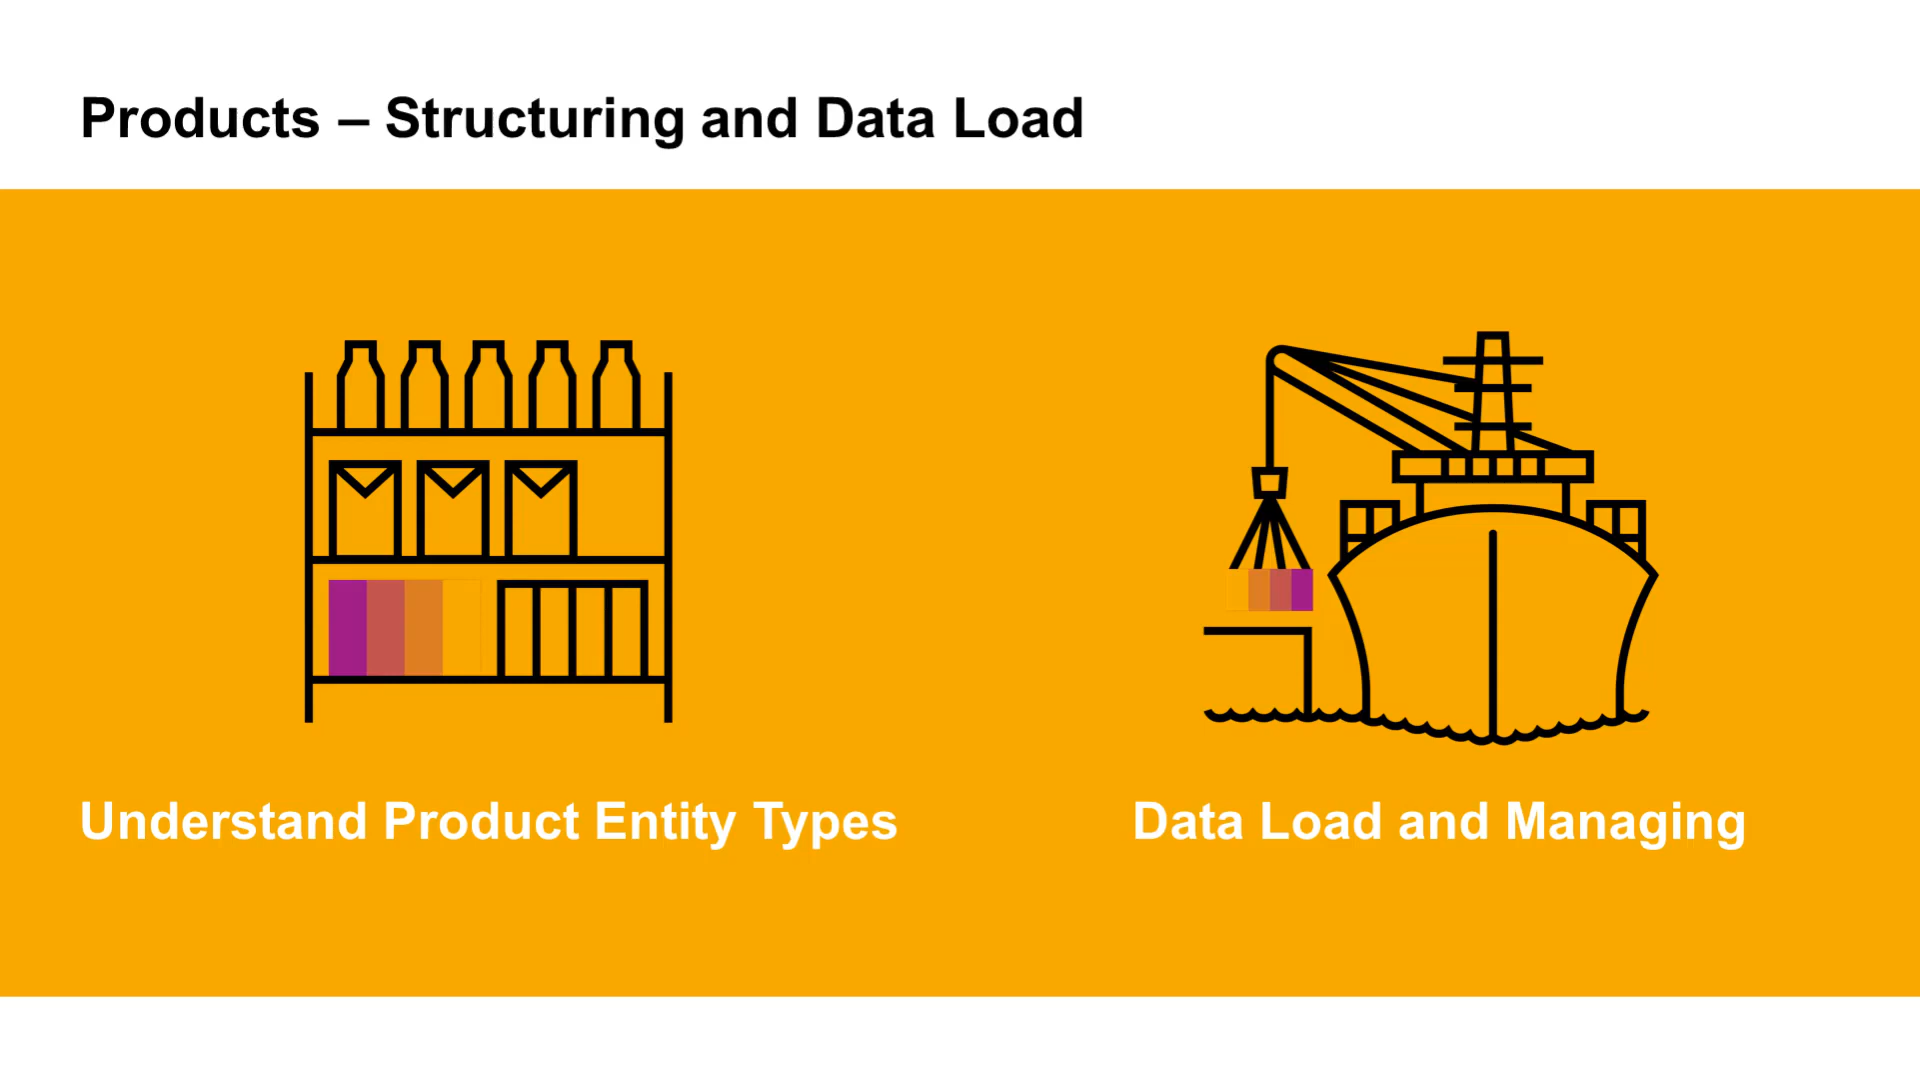 Products – Structuring and Data Load
Understand Product Entity Types
Data Load and Managing